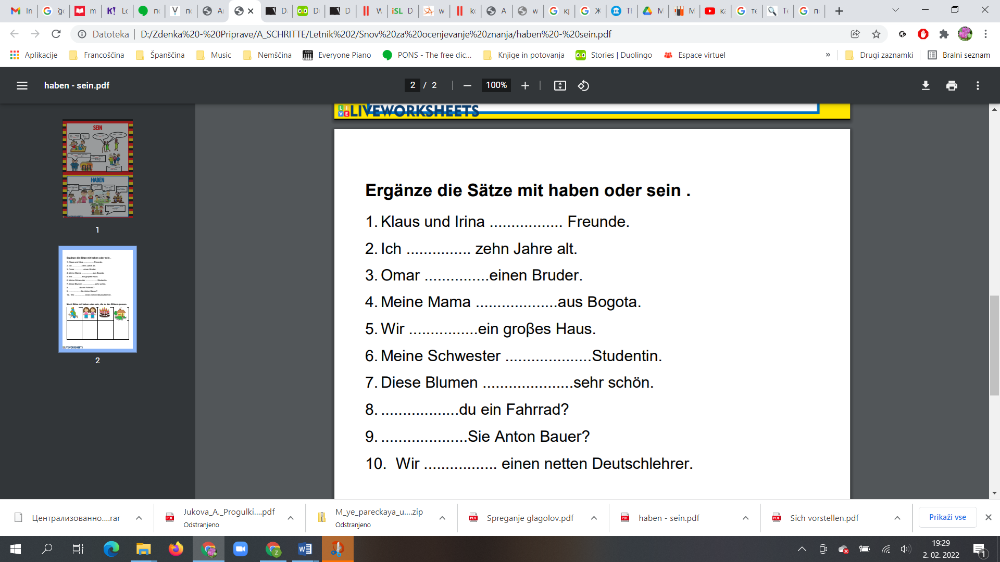 In
m
K!
Lo
V
D
D
D
W
iSL
D
w
k
A
w
TI
M
M
Datoteka
D:/Zdenka%20-%20Priprave/A_SCHRITTE/Letnik%202/Snov%20za%20ocenjevanje%20znanja/haben%20-%20sein.pdf
Aplikacije
Francoščina
Španščina
Music
Nemščina
Everyone Piano
PONS - The free dic...
Knjige in potovanja
Stories | Duolingo
Espace virtuel
»
Drugi zaznamki
Bralni seznam
haben - sein.pdf
2 / 2
100%
SEIN
HABEN
1
2
LIVEWORKSHEETS
Ergänze die Sätze mit haben oder sein .
1. Klaus und Irina ................. Freunde.
2. Ich ............... zehn Jahre alt.
3. Omar ...............einen Bruder.
4. Meine Mama ...................aus Bogota.
5. Wir ................ein groβes Haus.
6. Meine Schwester ....................Studentin.
7. Diese Blumen .....................sehr schön.
8. ..................du ein Fahrrad?
9. ....................Sie Anton Bauer?
10. Wir ................. einen netten Deutschlehrer.
Централизованно....rar
Jukova_A._Progulki....pdf
Odstranjeno
M_ye_pareckaya_u....zip
Odstranjeno
Spreganje glagolov.pdf
haben - sein.pdf
Sich vorstellen.pdf
Prikaži vse
19:29
2. 02. 2022
1